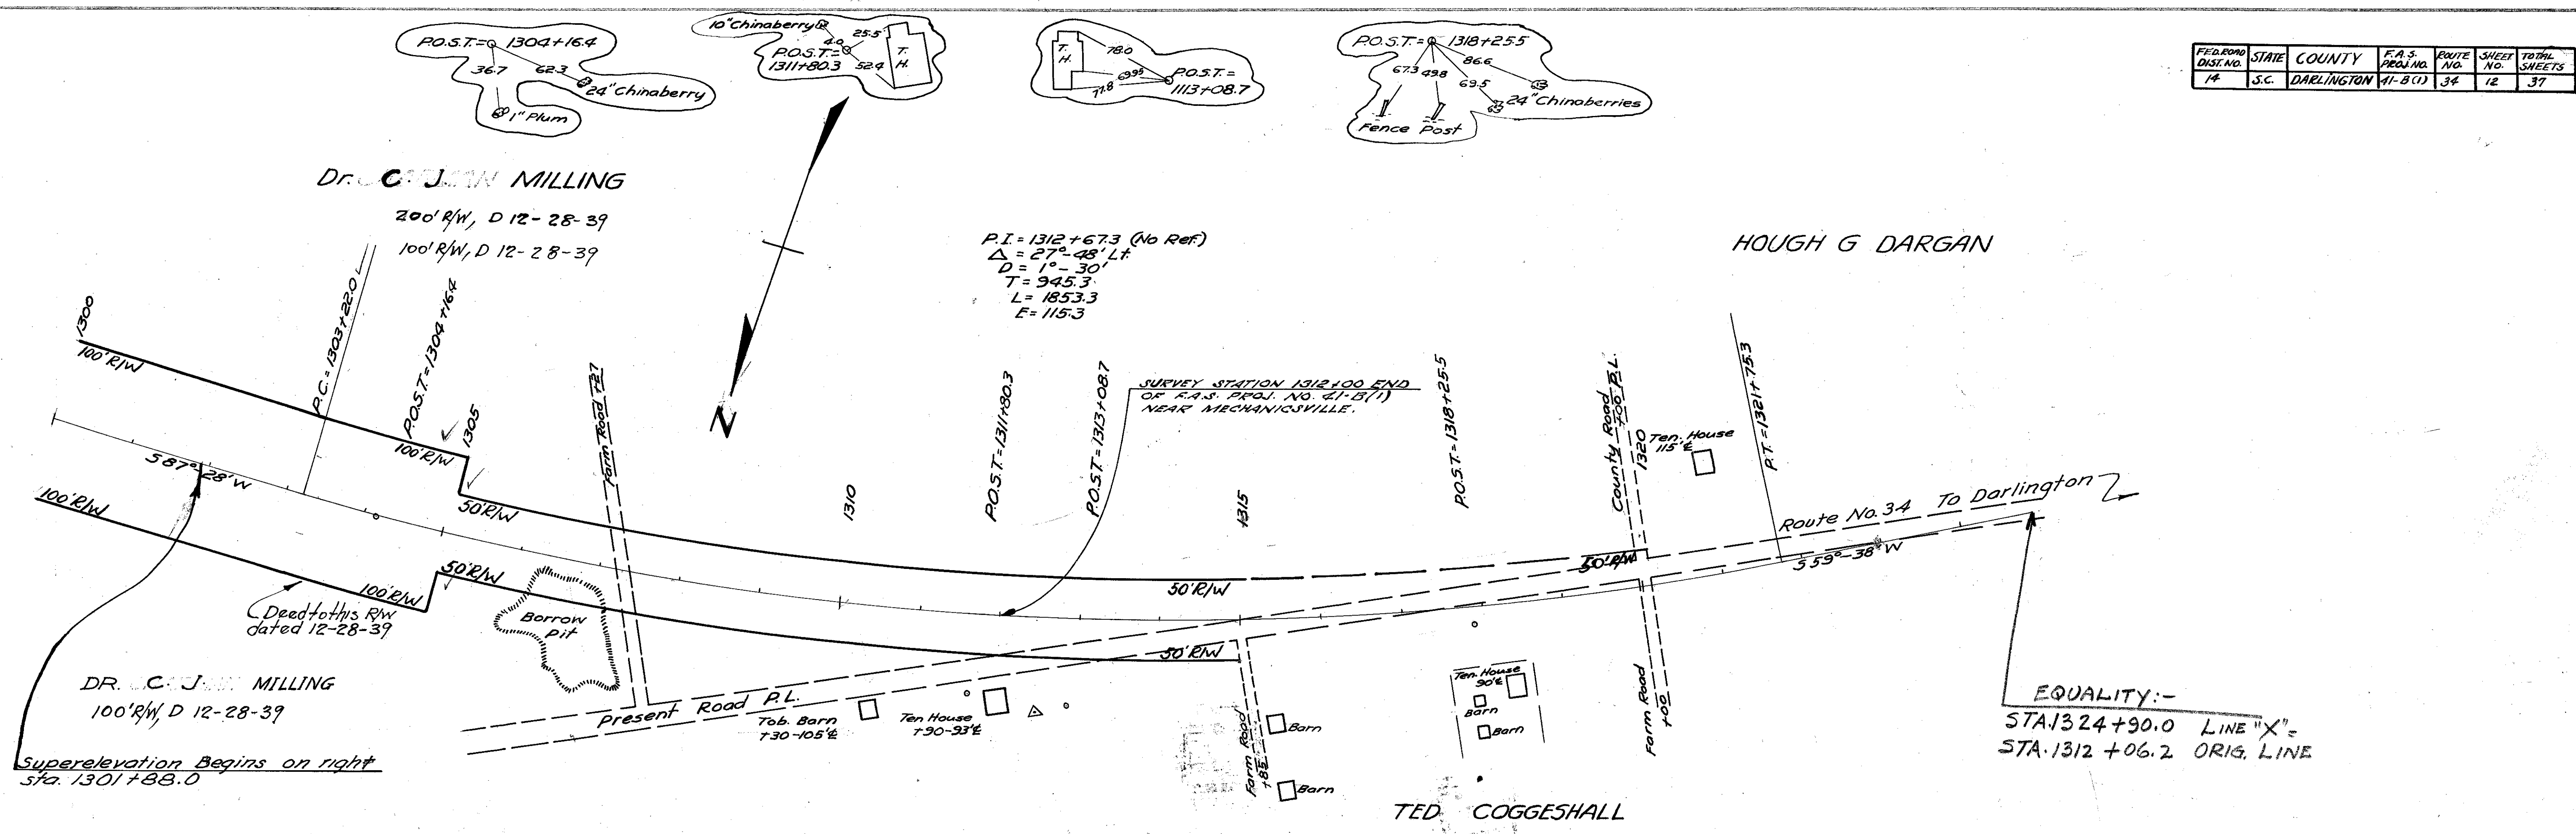 P.O.S.T.= 1304+16.4
36.7
62.3
24" Chinaberry
1" Plum
10" Chinaberry
4.0
25.5
P.O.S.T.=
1311+80.3
52.4
T.
H.
T.
H.
78.0
69.95
77.8
P.O.S.T. =
1113+08.7
P.O.S.T.= 1318+25.5
67.3
49.8
86.6
69.5
24" Chinaberries
Fence Post
FED.ROAD DIST. NO. STATE COUNTY F.A.S. PROJ. NO. ROUTE NO. SHEET NO. TOTAL SHEETS
14 S.C. DARLINGTON 41-B(1) 34 12 37
Dr. C. J. MILLING
200' R/W, D 12-28-39
100' R/W, D 12-28-39
P.I. = 1312+67.3 (No Ref.)
Δ = 27°-48' Lt.
D = 1°-30'
T = 945.3
L = 1853.3
E = 115.3
HOUGH G DARGAN
N
1300
100' R/W
P.C. = 1303+22.0
P.O.S.T. = 1304+16.4
1305
100' R/W
Farm Road +27
1310
P.O.S.T. = 1311+80.3
P.O.S.T. = 1313+08.7
SURVEY STATION 1312+00 END
OF F.A.S. PROJ. NO. 41-B(1)
NEAR MECHANICSVILLE.
1315
P.O.S.T. = 1318+25.5
County Road
+00 P.L.
1320
Ten. House
115' ℄
P.T. = 1321+75.3
Route No. 34 To Darlington
S 87°-28' W
100' R/W
50' R/W
50' R/W
100' R/W
50' R/W
50' R/W
50' R/W
S 59°-38' W
Deed to this R/W
dated 12-28-39
Borrow
Pit
DR. C. J. MILLING
100' R/W, D 12-28-39
Superelevation Begins on right
sta. 1301+88.0
Present Road P.L.
Tob. Barn
+30-105' ℄
Ten House
+90-93' ℄
Farm Road
+85
Barn
Barn
Ten. House
90' ℄
Barn
Barn
Farm Road
+00
TED COGGESHALL
EQUALITY:-
STA. 1324+90.0 LINE "X" =
STA. 1312+06.2 ORIG. LINE